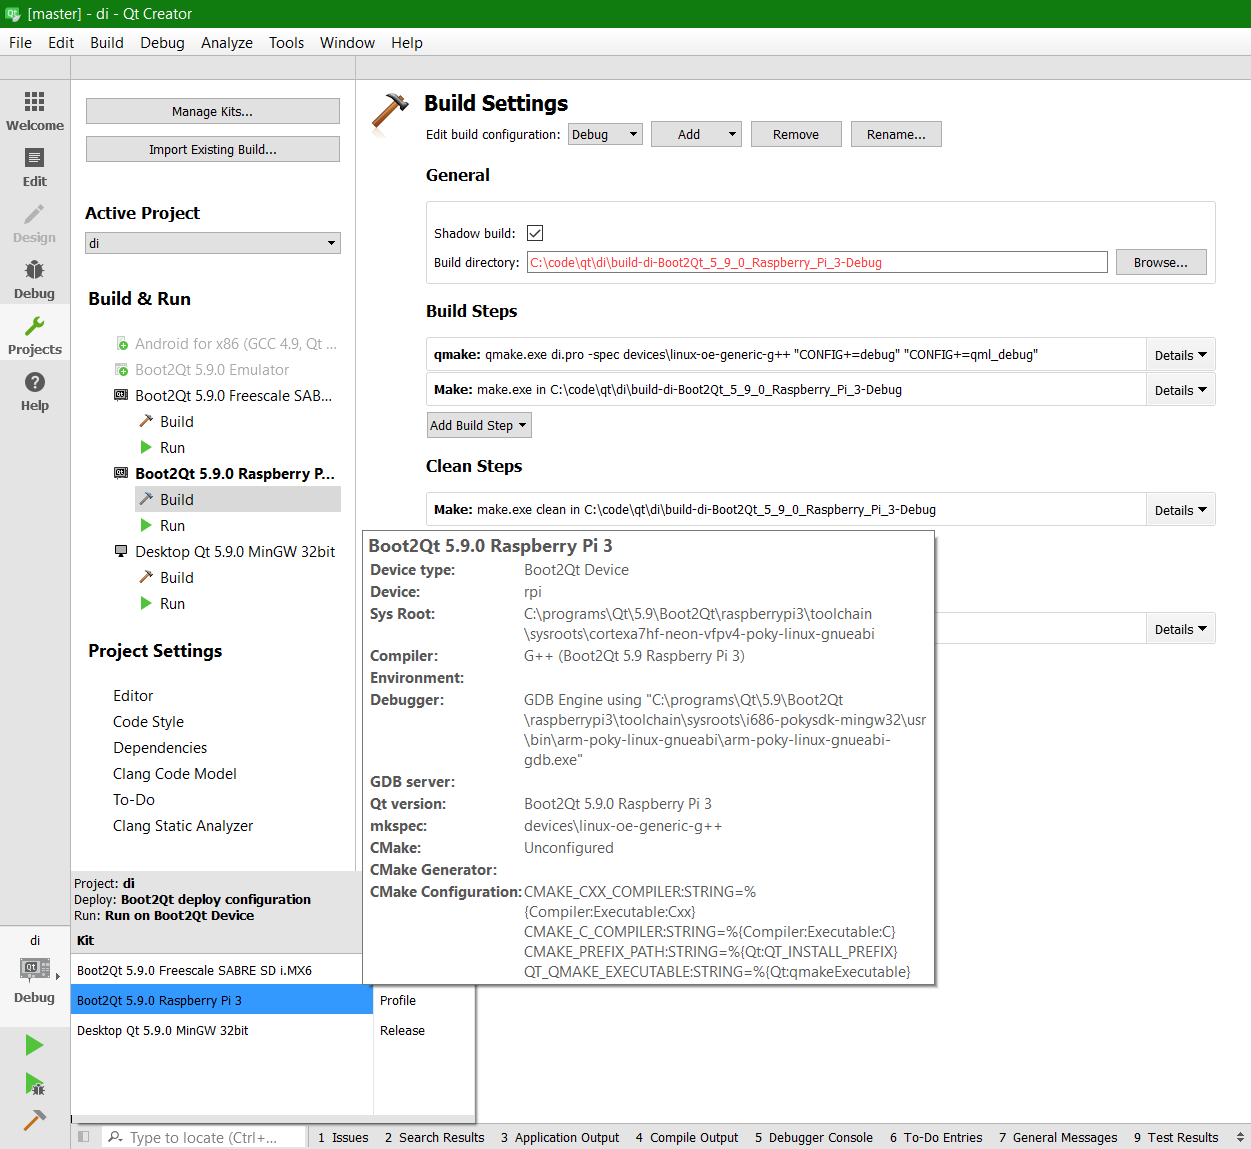 [master] - di - Qt Creator
File Edit Build Debug Analyze Tools Window Help
Welcome
Edit
Design
Debug
Projects
Help
Manage Kits...
Import Existing Build...
Active Project
di
Build & Run
Android for x86 (GCC 4.9, Qt ...
Boot2Qt 5.9.0 Emulator
Boot2Qt 5.9.0 Freescale SAB...
Build
Run
Boot2Qt 5.9.0 Raspberry P...
Build
Run
Desktop Qt 5.9.0 MinGW 32bit
Build
Run
Project Settings
Editor
Code Style
Dependencies
Clang Code Model
To-Do
Clang Static Analyzer
Build Settings
Edit build configuration: Debug Add Remove Rename...
General
Shadow build:
Build directory: C:\code\qt\di\build-di-Boot2Qt_5_9_0_Raspberry_Pi_3-Debug Browse...
Build Steps
qmake: qmake.exe di.pro -spec devices\linux-oe-generic-g++ "CONFIG+=debug" "CONFIG+=qml_debug" Details
Make: make.exe in C:\code\qt\di\build-di-Boot2Qt_5_9_0_Raspberry_Pi_3-Debug Details
Add Build Step
Clean Steps
Make: make.exe clean in C:\code\qt\di\build-di-Boot2Qt_5_9_0_Raspberry_Pi_3-Debug Details
Details
Boot2Qt 5.9.0 Raspberry Pi 3
Device type: Boot2Qt Device
Device: rpi
Sys Root: C:\programs\Qt\5.9\Boot2Qt\raspberrypi3\toolchain
\sysroots\cortexa7hf-neon-vfpv4-poky-linux-gnueabi
Compiler: G++ (Boot2Qt 5.9 Raspberry Pi 3)
Environment:
Debugger: GDB Engine using "C:\programs\Qt\5.9\Boot2Qt
\raspberrypi3\toolchain\sysroots\i686-pokysdk-mingw32\usr
\bin\arm-poky-linux-gnueabi\arm-poky-linux-gnueabi-
gdb.exe"
GDB server:
Qt version: Boot2Qt 5.9.0 Raspberry Pi 3
mkspec: devices\linux-oe-generic-g++
CMake: Unconfigured
CMake Generator:
CMake Configuration: CMAKE_CXX_COMPILER:STRING=%
{Compiler:Executable:Cxx}
CMAKE_C_COMPILER:STRING=%{Compiler:Executable:C}
CMAKE_PREFIX_PATH:STRING=%{Qt:QT_INSTALL_PREFIX}
QT_QMAKE_EXECUTABLE:STRING=%{Qt:qmakeExecutable}
Project: di
Deploy: Boot2Qt deploy configuration
Run: Run on Boot2Qt Device
Kit
Boot2Qt 5.9.0 Freescale SABRE SD i.MX6
Boot2Qt 5.9.0 Raspberry Pi 3 Profile
Desktop Qt 5.9.0 MinGW 32bit Release
di
Qt
Debug
Type to locate (Ctrl+... 1 Issues 2 Search Results 3 Application Output 4 Compile Output 5 Debugger Console 6 To-Do Entries 7 General Messages 9 Test Results